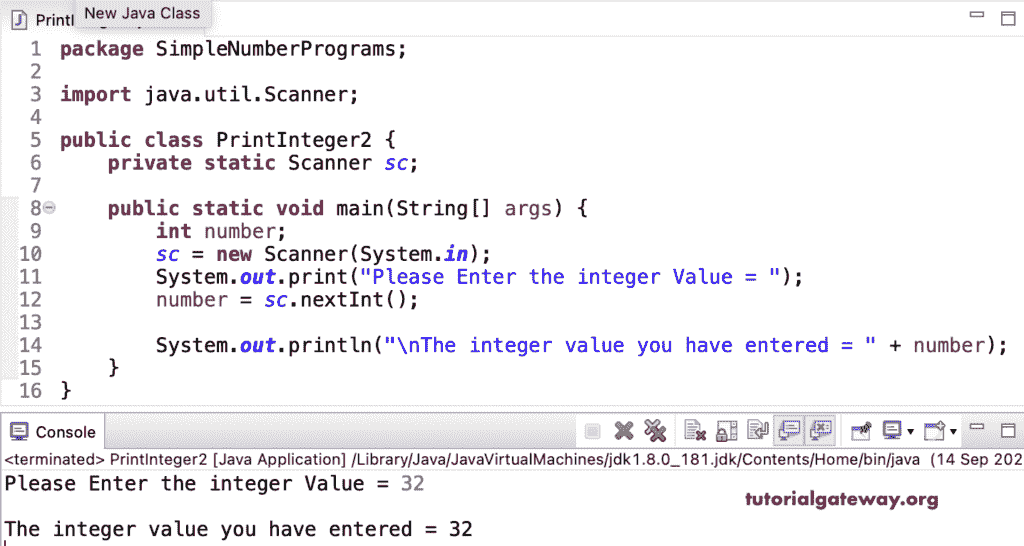 New Java Class
PrintI
1 package SimpleNumberPrograms;
2
3 import java.util.Scanner;
4
5 public class PrintInteger2 {
6 private static Scanner sc;
7
8 public static void main(String[] args) {
9 int number;
10 sc = new Scanner(System.in);
11 System.out.print("Please Enter the integer Value = ");
12 number = sc.nextInt();
13
14 System.out.println("\nThe integer value you have entered = " + number);
15 }
16 }
Console
<terminated> PrintInteger2 [Java Application] /Library/Java/JavaVirtualMachines/jdk1.8.0_181.jdk/Contents/Home/bin/java (14 Sep 202
Please Enter the integer Value = 32
tutorialgateway.org
The integer value you have entered = 32